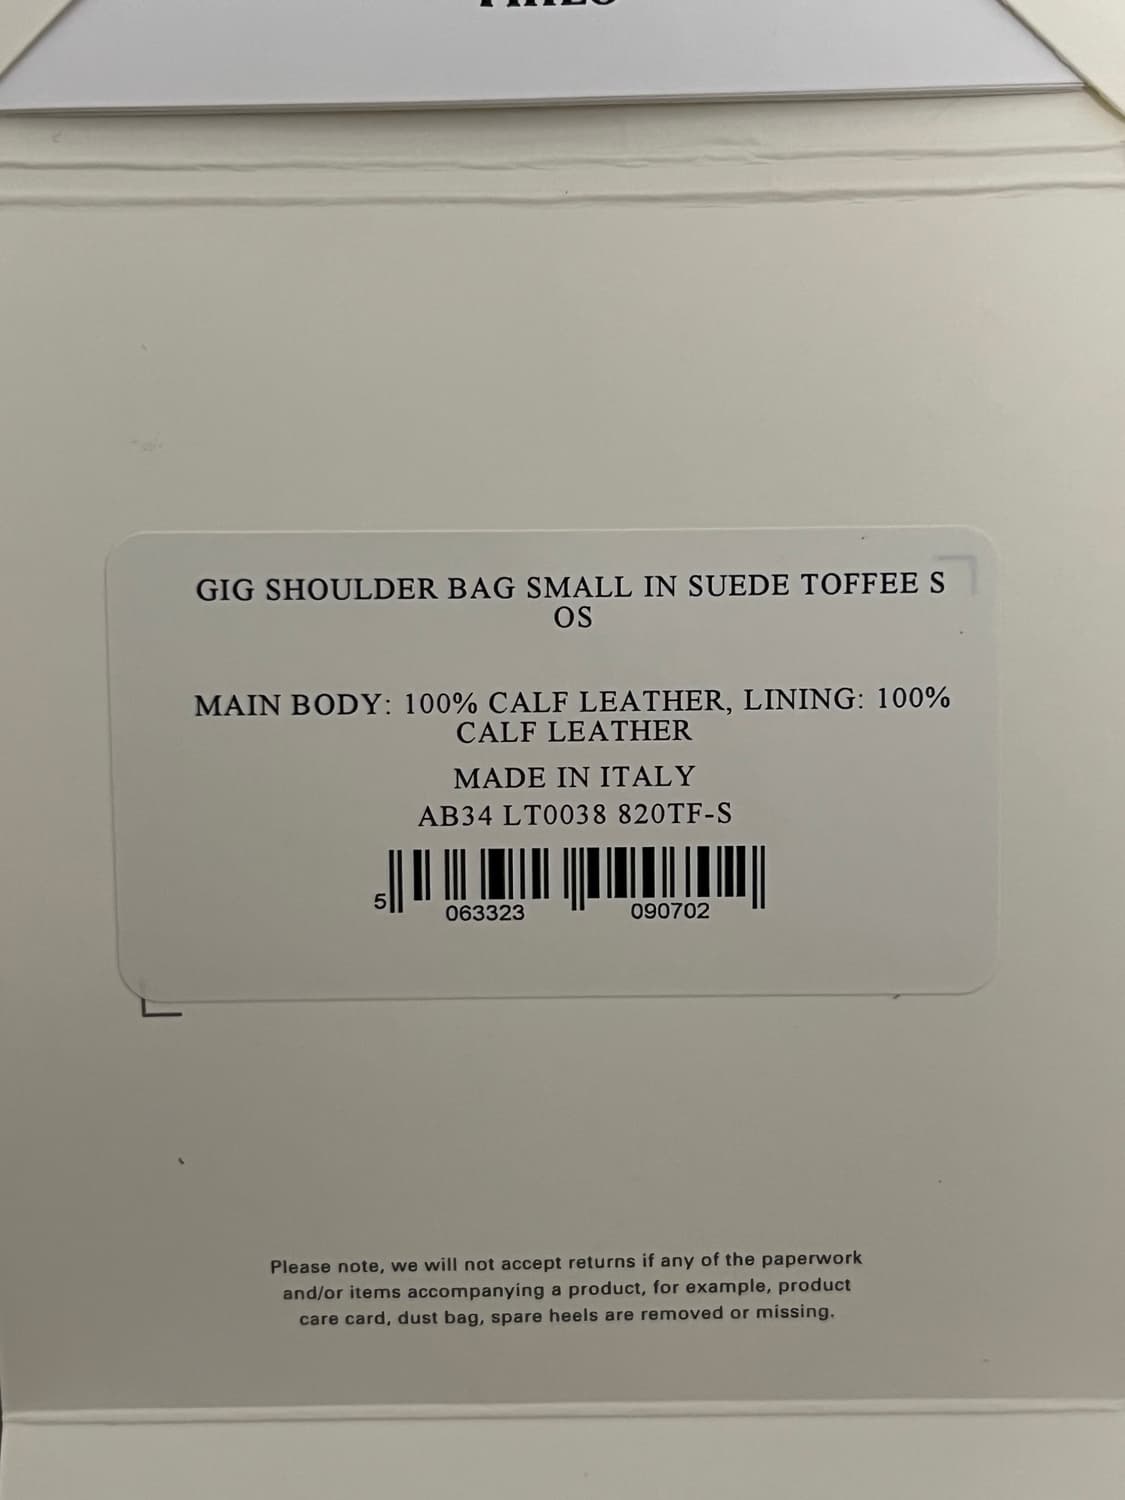 GIG SHOULDER BAG SMALL IN SUEDE TOFFEE S
OS
MAIN BODY: 100% CALF LEATHER, LINING: 100%
CALF LEATHER
MADE IN ITALY
AB34 LT0038 820TF-S
5 063323 090702
Please note, we will not accept returns if any of the paperwork
and/or items accompanying a product, for example, product
care card, dust bag, spare heels are removed or missing.